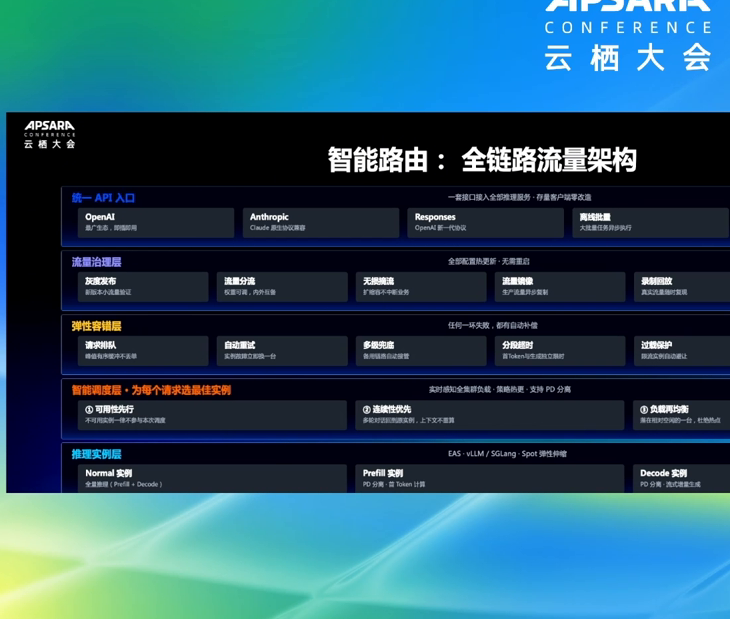 APSARA
CONFERENCE
云栖大会
APSARA
CONFERENCE
云栖大会
智能路由：全链路流量架构
统一 API 入口
一套接口接入全部推理服务 · 存量客户端零改造
OpenAI
最广生态，即插即用
Anthropic
Claude 原生协议兼容
Responses
OpenAI 新一代协议
离线批量
大批量任务异步执行
流量治理层
全部配置热更新 · 无需重启
灰度发布
新版本小流量验证
流量分流
权重可调，内外互备
无损摘流
扩缩容不中断业务
流量镜像
生产流量异步复制
录制回放
真实流量随时复现
弹性容错层
任何一环失败，都有自动补偿
请求排队
峰值有序缓冲不丢单
自动重试
实例故障立即换一台
多级兜底
备用链路自动接管
分段超时
首Token与生成独立限时
过载保护
限流实例自动避让
智能调度层 · 为每个请求选最佳实例
实时感知全集群负载 · 策略热更 · 支持 PD 分离
① 可用性先行
不可用实例一律不参与本次调度
② 连续性优先
多轮对话回到原实例，上下文不重算
③ 负载再均衡
落在相对空闲的一台，杜绝热点
推理实例层
EAS · vLLM / SGLang · Spot 弹性伸缩
Normal 实例
全量推理（ Prefill + Decode ）
Prefill 实例
PD 分离 · 首 Token 计算
Decode 实例
PD 分离 · 流式增量生成